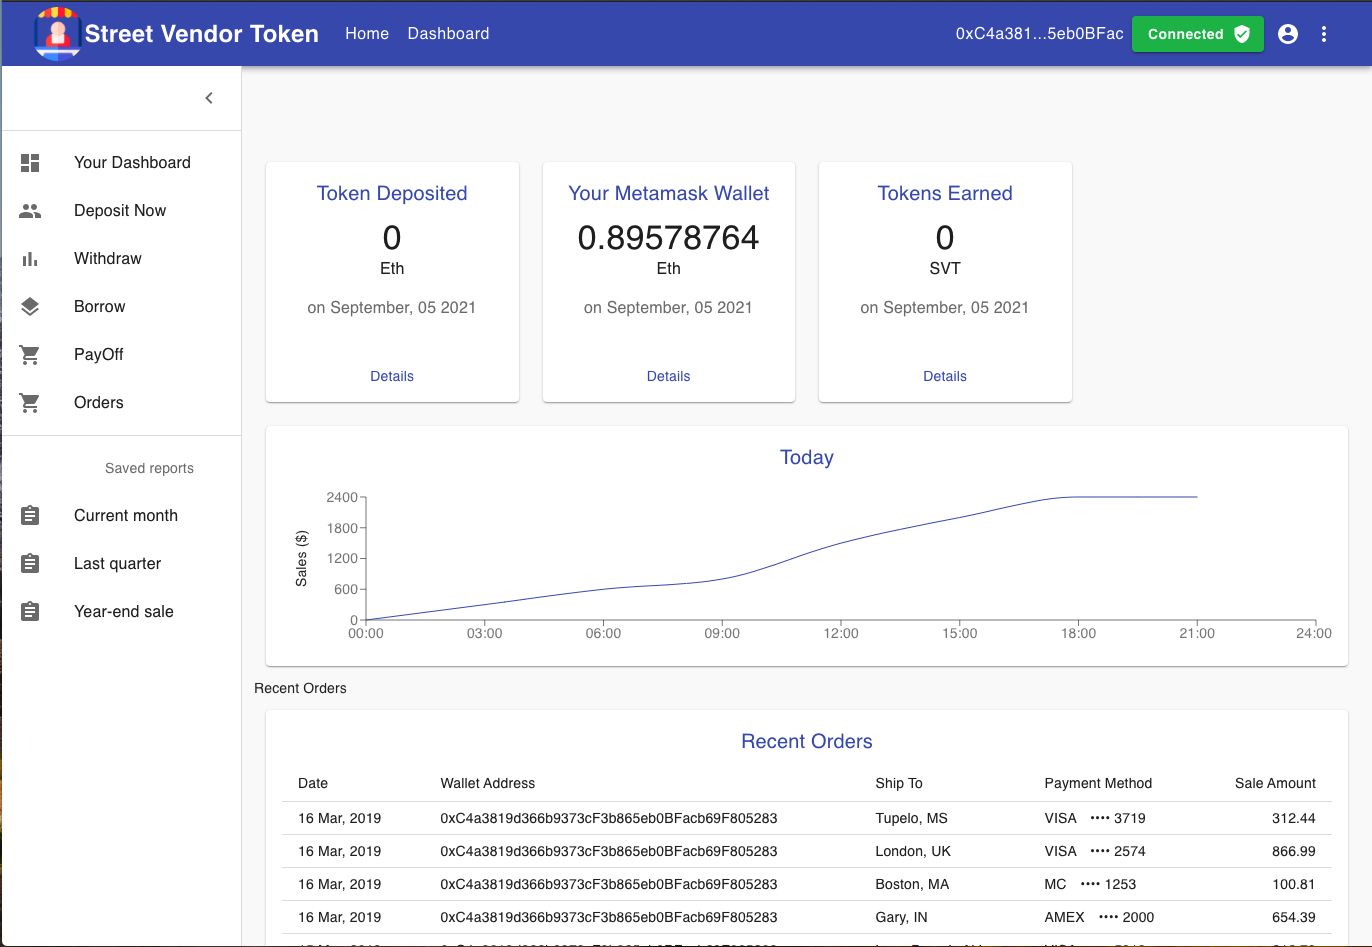 Street Vendor Token Home Dashboard 0xC4a381...5eb0BFac Connected
Your Dashboard
Deposit Now
Withdraw
Borrow
PayOff
Orders
Saved reports
Current month
Last quarter
Year-end sale
Token Deposited
0
Eth
on September, 05 2021
Details
Your Metamask Wallet
0.89578764
Eth
on September, 05 2021
Details
Tokens Earned
0
SVT
on September, 05 2021
Details
Today
Sales ($)
2400
1800
1200
600
0
00:00 03:00 06:00 09:00 12:00 15:00 18:00 21:00 24:00
Recent Orders
Recent Orders
Date Wallet Address Ship To Payment Method Sale Amount
16 Mar, 2019 0xC4a3819d366b9373cF3b865eb0BFacb69F805283 Tupelo, MS VISA •••• 3719 312.44
16 Mar, 2019 0xC4a3819d366b9373cF3b865eb0BFacb69F805283 London, UK VISA •••• 2574 866.99
16 Mar, 2019 0xC4a3819d366b9373cF3b865eb0BFacb69F805283 Boston, MA MC •••• 1253 100.81
16 Mar, 2019 0xC4a3819d366b9373cF3b865eb0BFacb69F805283 Gary, IN AMEX •••• 2000 654.39